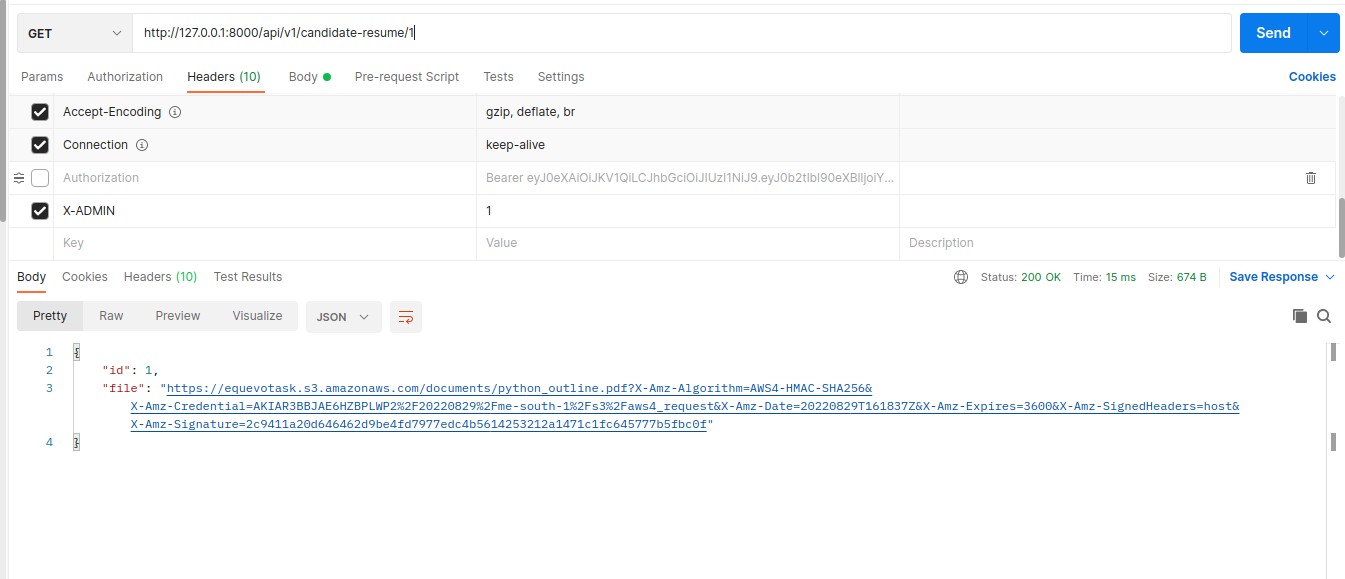 GET http://127.0.0.1:8000/api/v1/candidate-resume/1 Send
Params Authorization Headers (10) Body Pre-request Script Tests Settings Cookies
Accept-Encoding gzip, deflate, br
Connection keep-alive
Authorization Bearer eyJ0eXAiOiJKV1QiLCJhbGciOiJIUzI1NiJ9.eyJ0b2tlbl90eXBlIjoiY...
X-ADMIN 1
Key Value Description
Body Cookies Headers (10) Test Results Status: 200 OK Time: 15 ms Size: 674 B Save Response
Pretty Raw Preview Visualize JSON
1 {
2 "id": 1,
3 "file": "https://equevotask.s3.amazonaws.com/documents/python_outline.pdf?X-Amz-Algorithm=AWS4-HMAC-SHA256&
X-Amz-Credential=AKIAR3BBJAE6HZBPLWP2%2F20220829%2Fme-south-1%2Fs3%2Faws4_request&X-Amz-Date=20220829T161837Z&X-Amz-Expires=3600&X-Amz-SignedHeaders=host&
X-Amz-Signature=2c9411a20d646462d9be4fd7977edc4b5614253212a1471c1fc645777b5fbc0f"
4 }